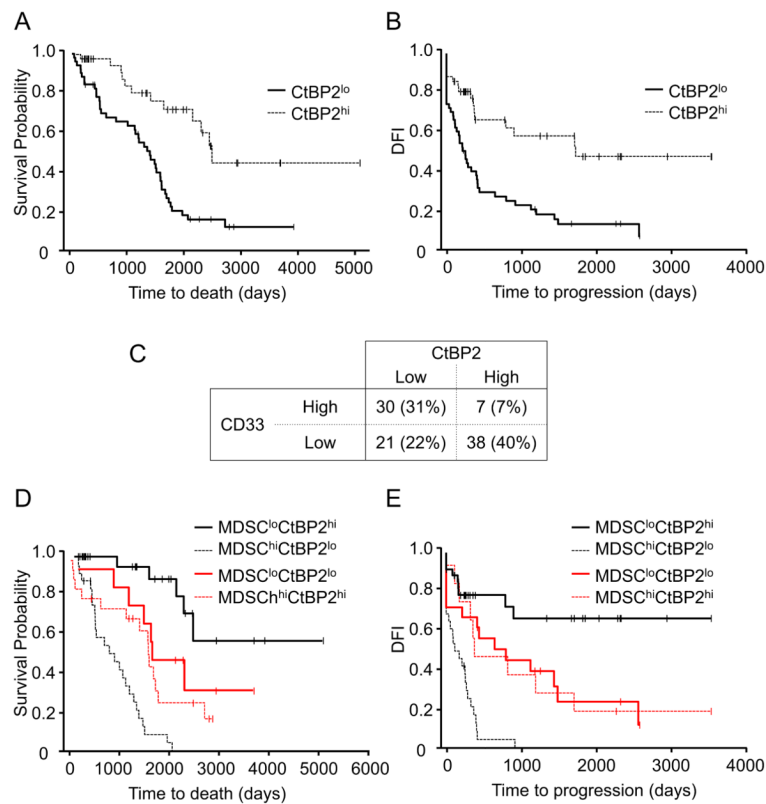 A
1.0
0.8
0.6
0.4
0.2
0
Survival Probability
CtBP2lo
CtBP2hi
0 1000 2000 3000 4000 5000
Time to death (days)
B
1.0
0.8
0.6
0.4
0.2
0
DFI
CtBP2lo
CtBP2hi
0 1000 2000 3000 4000
Time to progression (days)
C
CtBP2
Low High
CD33
High 30 (31%) 7 (7%)
Low 21 (22%) 38 (40%)
D
MDSCloCtBP2hi
MDSChiCtBP2lo
MDSCloCtBP2lo
MDSChhiCtBP2hi
1.0
0.8
0.6
0.4
0.2
0
Survival Probability
0 1000 2000 3000 4000 5000 6000
Time to death (days)
E
MDSCloCtBP2hi
MDSChiCtBP2lo
MDSCloCtBP2lo
MDSChiCtBP2hi
1.0
0.8
0.6
0.4
0.2
0
DFI
0 1000 2000 3000 4000
Time to progression (days)